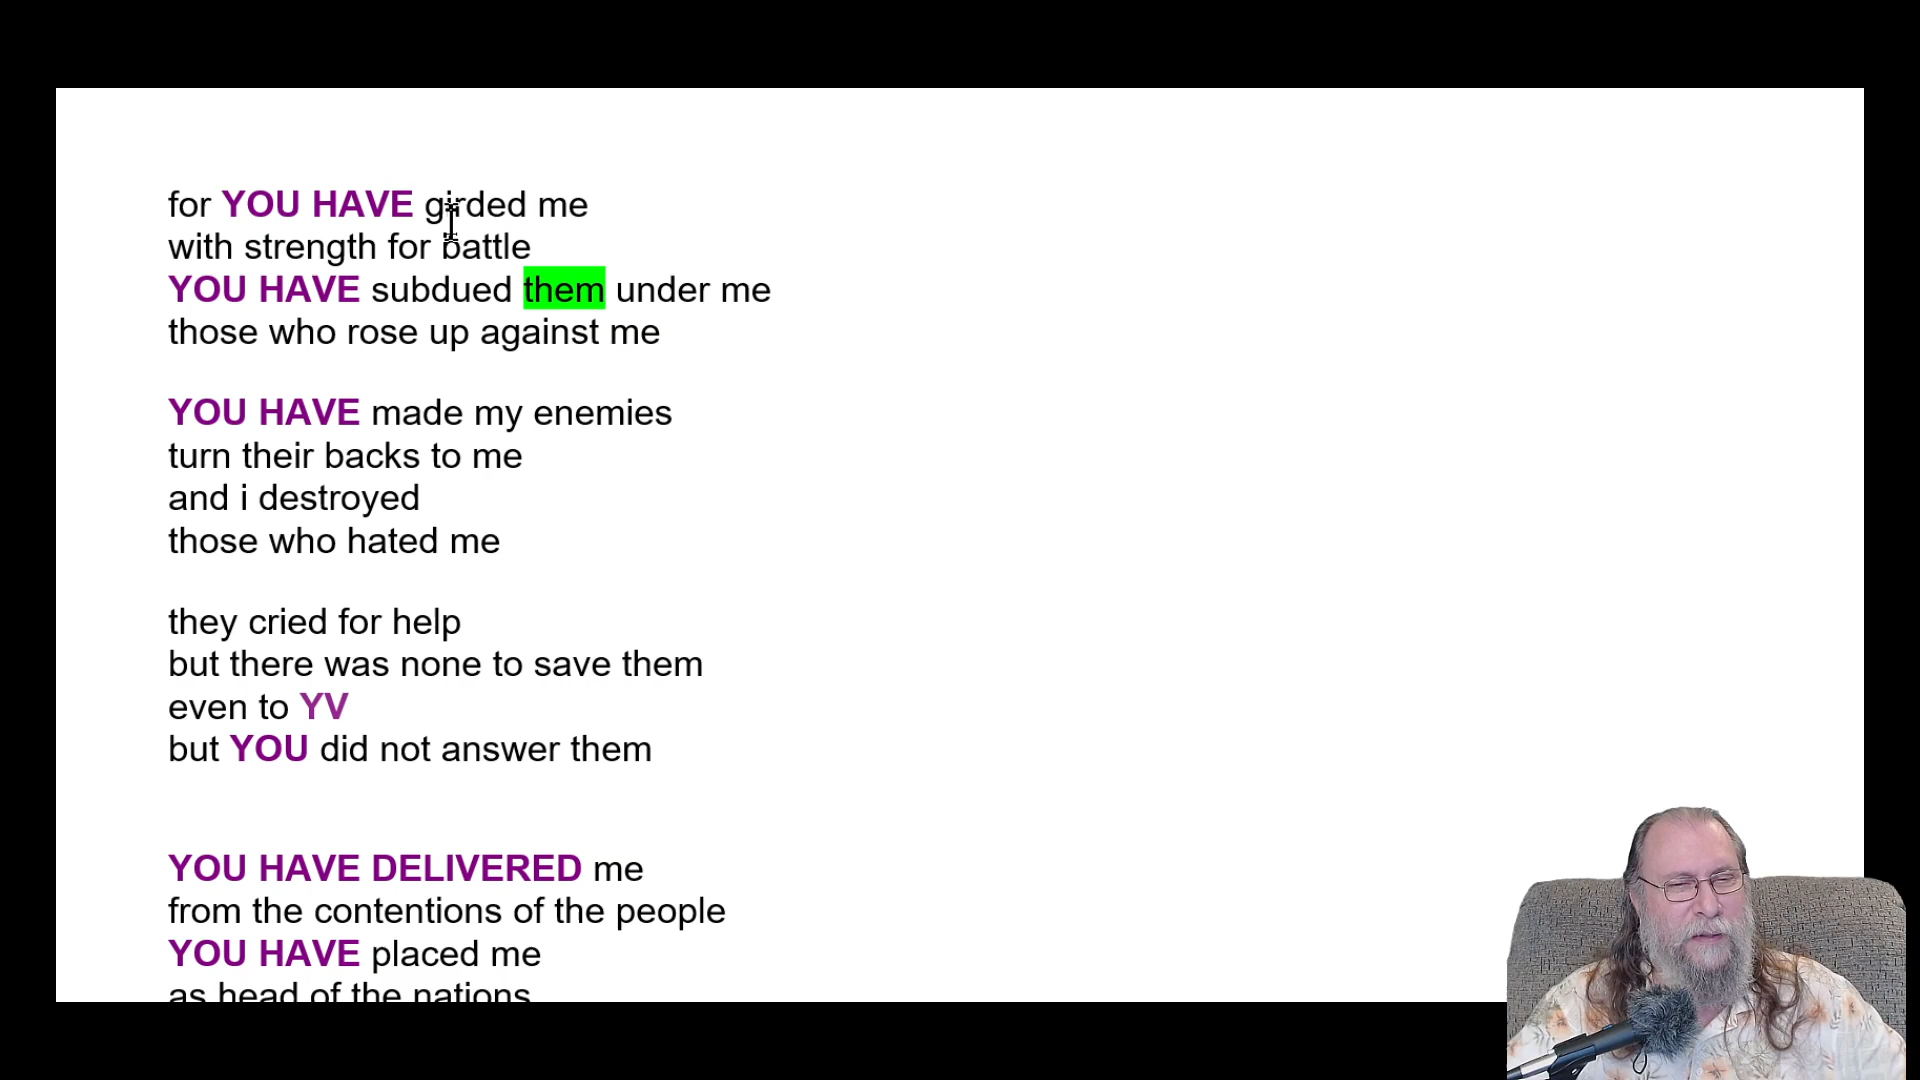 for YOU HAVE girded me
with strength for battle
YOU HAVE subdued them under me
those who rose up against me
YOU HAVE made my enemies
turn their backs to me
and i destroyed
those who hated me
they cried for help
but there was none to save them
even to YV
but YOU did not answer them
YOU HAVE DELIVERED me
from the contentions of the people
YOU HAVE placed me
as head of the nations